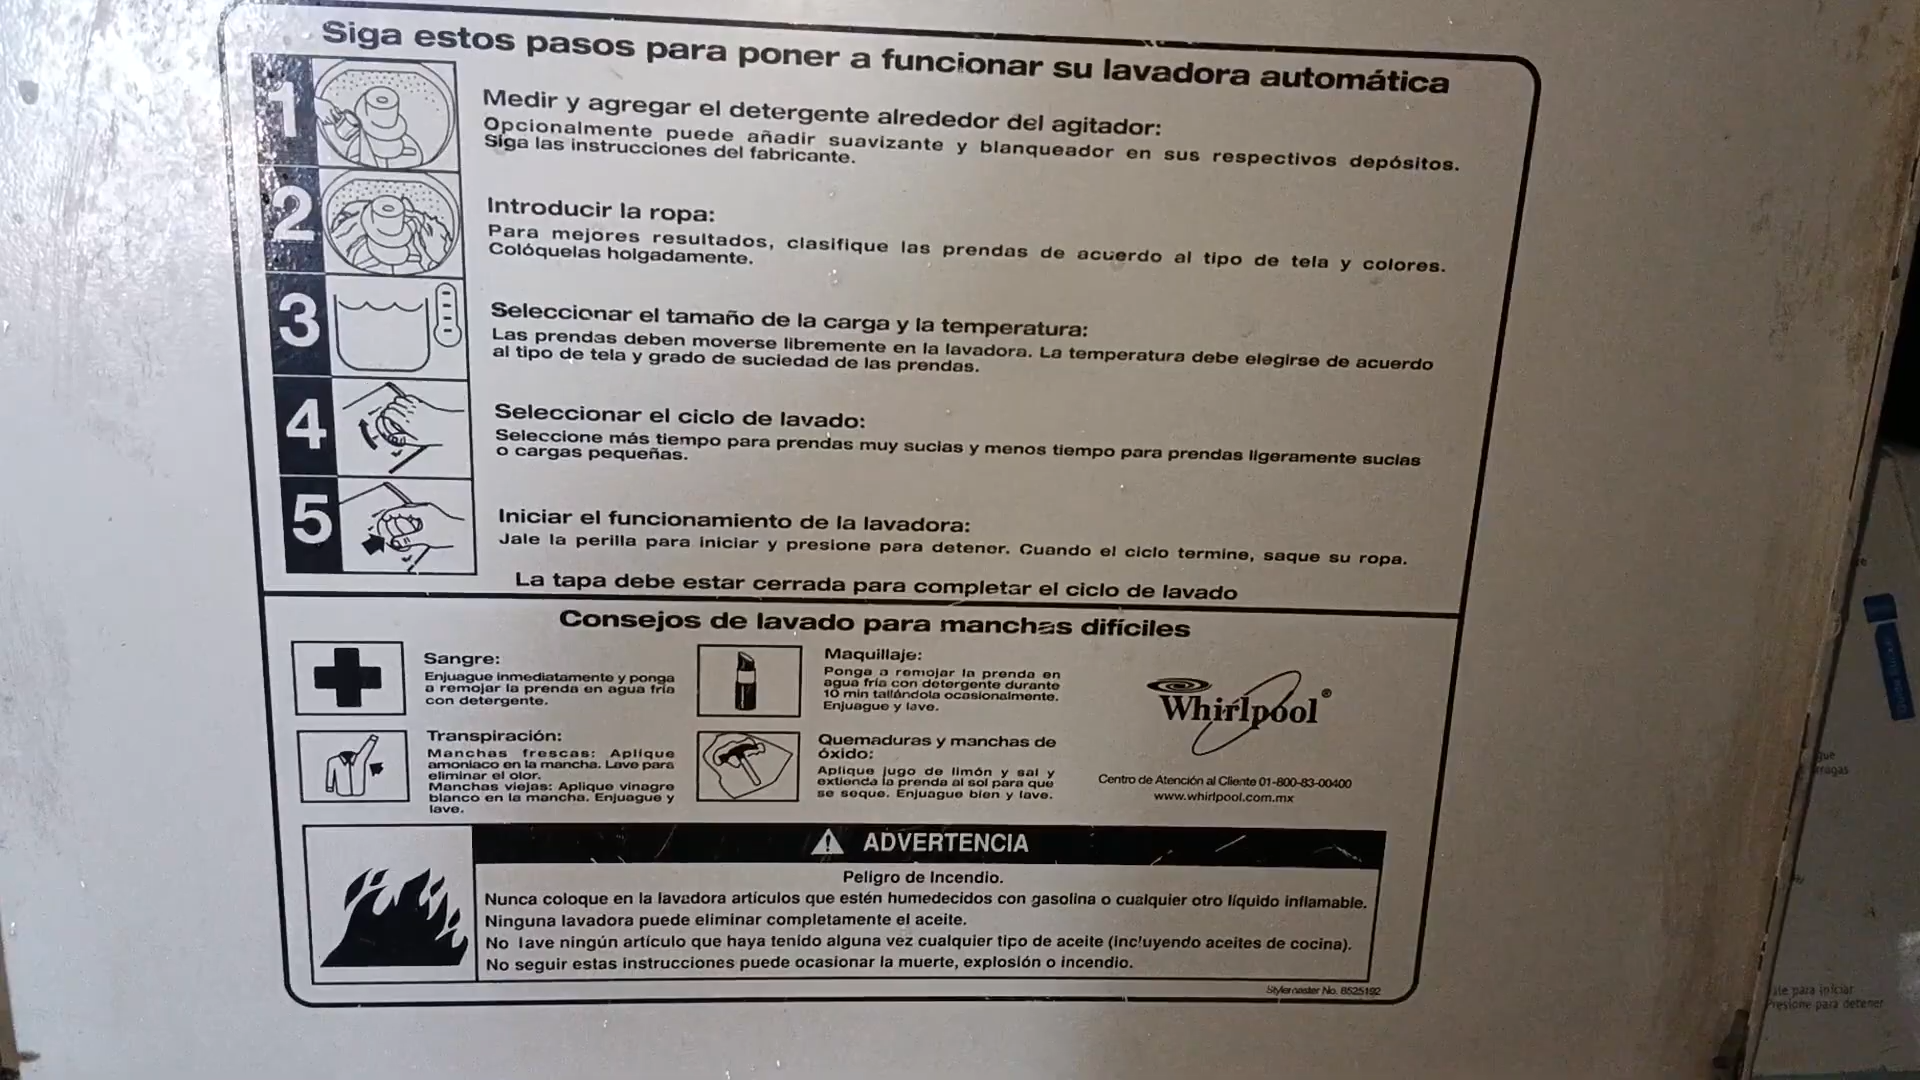 Siga estos pasos para poner a funcionar su lavadora automática
1
Medir y agregar el detergente alrededor del agitador:
Opcionalmente puede añadir suavizante y blanqueador en sus respectivos depósitos.
Siga las instrucciones del fabricante.
2
Introducir la ropa:
Para mejores resultados, clasifique las prendas de acuerdo al tipo de tela y colores.
Colóquelas holgadamente.
3
Seleccionar el tamaño de la carga y la temperatura:
Las prendas deben moverse libremente en la lavadora. La temperatura debe elegirse de acuerdo
al tipo de tela y grado de suciedad de las prendas.
4
Seleccionar el ciclo de lavado:
Seleccione más tiempo para prendas muy sucias y menos tiempo para prendas ligeramente sucias
o cargas pequeñas.
5
Iniciar el funcionamiento de la lavadora:
Jale la perilla para iniciar y presione para detener. Cuando el ciclo termine, saque su ropa.
La tapa debe estar cerrada para completar el ciclo de lavado
Consejos de lavado para manchas difíciles
Sangre:
Enjuague inmediatamente y ponga
a remojar la prenda en agua fría
con detergente.
Transpiración:
Manchas frescas: Aplique
amoniaco en la mancha. Lave para
eliminar el olor.
Manchas viejas: Aplique vinagre
blanco en la mancha. Enjuague y
lave.
Maquillaje:
Ponga a remojar la prenda en
agua fría con detergente durante
10 min tallándola ocasionalmente.
Enjuague y lave.
Quemaduras y manchas de
óxido:
Aplique jugo de limón y sal y
extienda la prenda al sol para que
se seque. Enjuague bien y lave.
Whirlpool®
Centro de Atención al Cliente 01-800-83-00400
www.whirlpool.com.mx
ADVERTENCIA
Peligro de Incendio.
Nunca coloque en la lavadora artículos que estén humedecidos con gasolina o cualquier otro líquido inflamable.
Ninguna lavadora puede eliminar completamente el aceite.
No lave ningún artículo que haya tenido alguna vez cualquier tipo de aceite (incluyendo aceites de cocina).
No seguir estas instrucciones puede ocasionar la muerte, explosión o incendio.
Stylemaster No. 8525192
para iniciar
Presione para detener